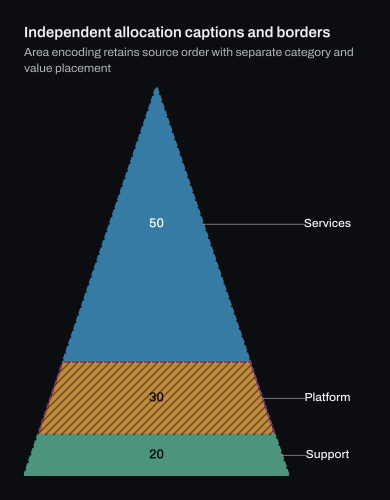 Independent allocation captions and borders
Area encoding retains source order with separate category and
value placement
50
Services
30
Platform
20
Support